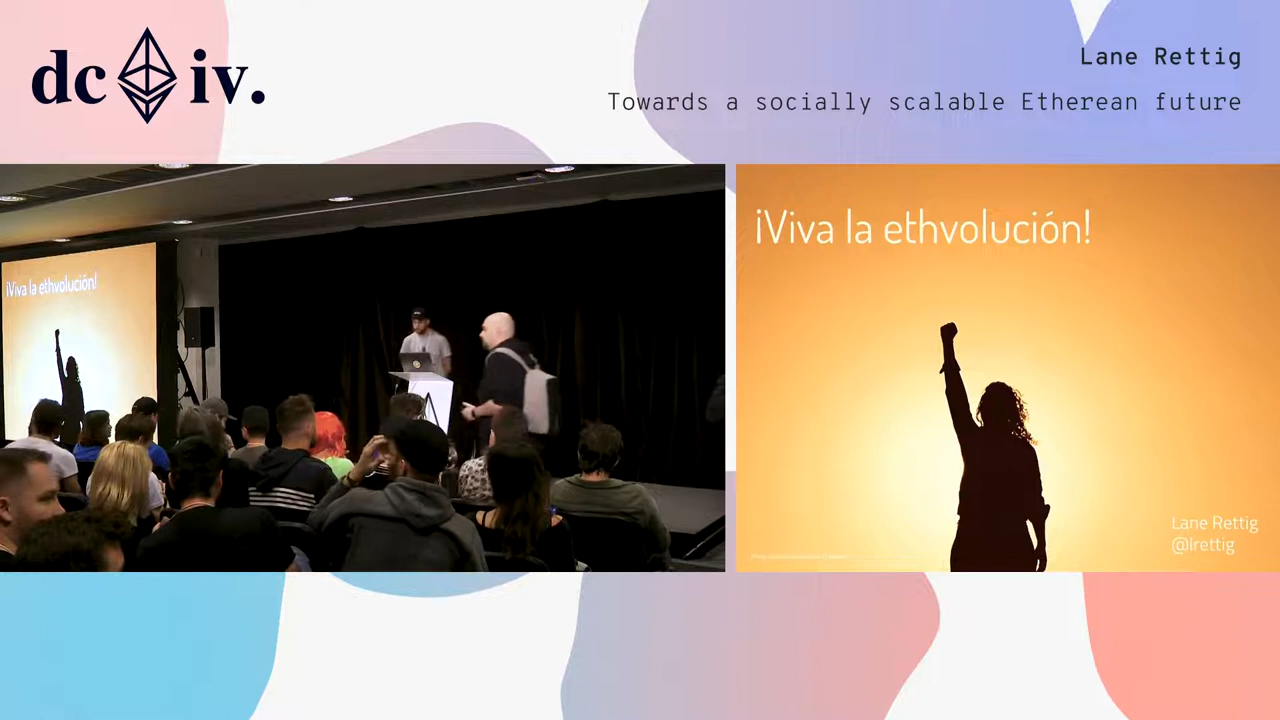 dc iv.
Lane Rettig
Towards a socially scalable Etherean future
¡Viva la ethvolución!
¡Viva la ethvolución!
Lane Rettig
@lrettig